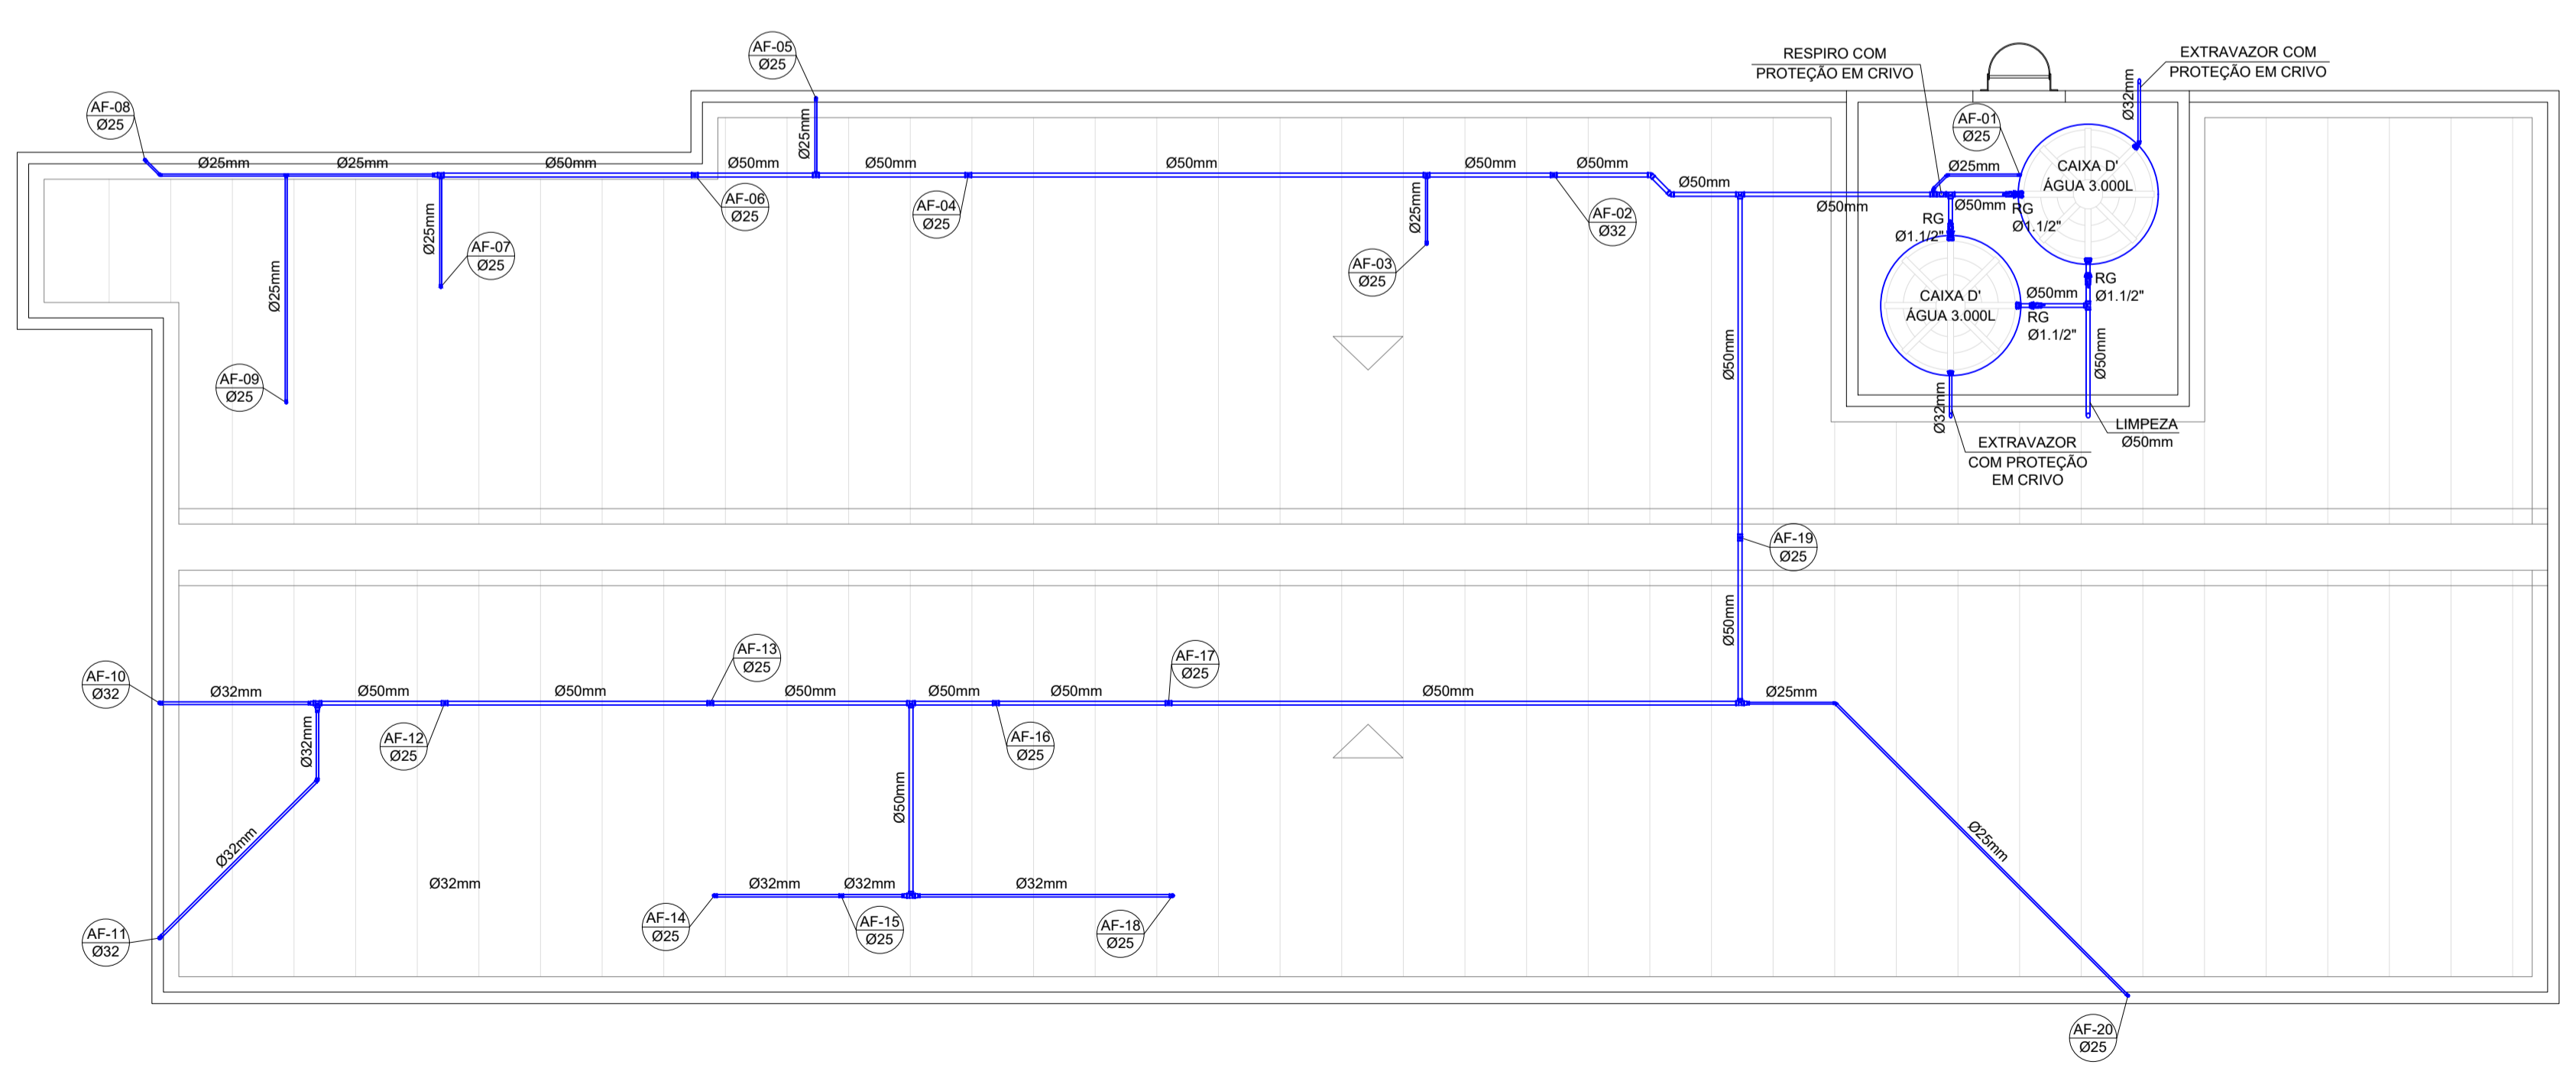 AF-05
Ø25
RESPIRO COM
PROTEÇÃO EM CRIVO
EXTRAVAZOR COM
PROTEÇÃO EM CRIVO
AF-08
Ø25
Ø32mm
AF-01
Ø25
Ø25mm
Ø25mm
Ø25mm
Ø50mm
Ø50mm
Ø25mm
Ø50mm
Ø50mm
Ø50mm
Ø50mm
Ø50mm
Ø25mm
CAIXA D'
ÁGUA 3.000L
Ø50mm
Ø50mm
RG
Ø1.1/2"
RG
Ø1.1/2"
AF-06
Ø25
AF-04
Ø25
Ø25mm
AF-02
Ø32
Ø25mm
AF-07
Ø25
Ø25mm
AF-03
Ø25
RG
Ø1.1/2"
Ø50mm
CAIXA D'
ÁGUA 3.000L
RG
Ø1.1/2"
Ø50mm
Ø50mm
AF-09
Ø25
Ø32mm
LIMPEZA
Ø50mm
EXTRAVAZOR
COM PROTEÇÃO
EM CRIVO
AF-19
Ø25
Ø50mm
AF-13
Ø25
AF-17
Ø25
AF-10
Ø32
Ø32mm
Ø50mm
Ø50mm
Ø50mm
Ø50mm
Ø50mm
Ø50mm
Ø25mm
Ø32mm
AF-12
Ø25
AF-16
Ø25
Ø50mm
Ø32mm
Ø25mm
Ø32mm
Ø32mm
Ø32mm
Ø32mm
AF-14
Ø25
AF-15
Ø25
AF-18
Ø25
AF-11
Ø32
AF-20
Ø25